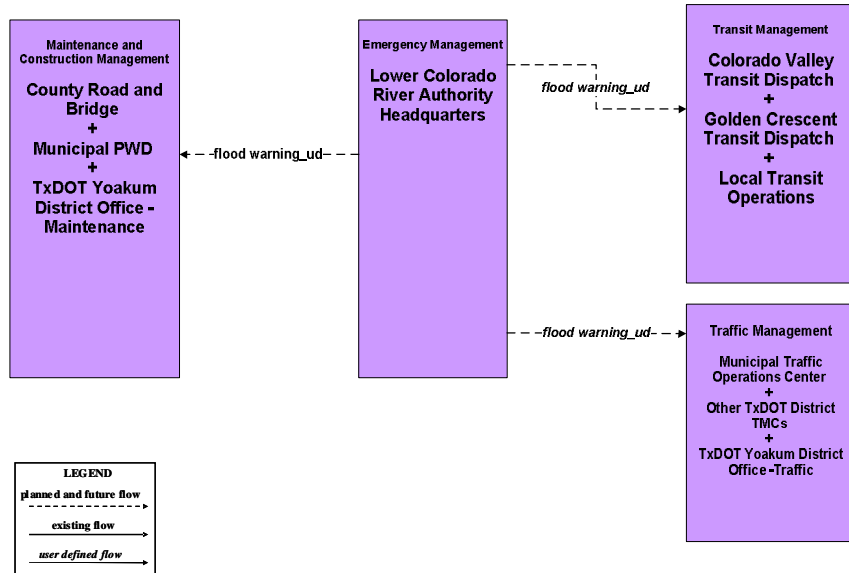 Maintenance and
Construction Management
County Road and
Bridge
+
Municipal PWD
+
TxDOT Yoakum
District Office -
Maintenance
flood warning_ud
Emergency Management
Lower Colorado
River Authority
Headquarters
flood warning_ud
Transit Management
Colorado Valley
Transit Dispatch
+
Golden Crescent
Transit Dispatch
+
Local Transit
Operations
flood warning_ud
Traffic Management
Municipal Traffic
Operations Center
+
Other TxDOT District
TMCs
+
TxDOT Yoakum District
Office-Traffic
LEGEND
planned and future flow
existing flow
user defined flow